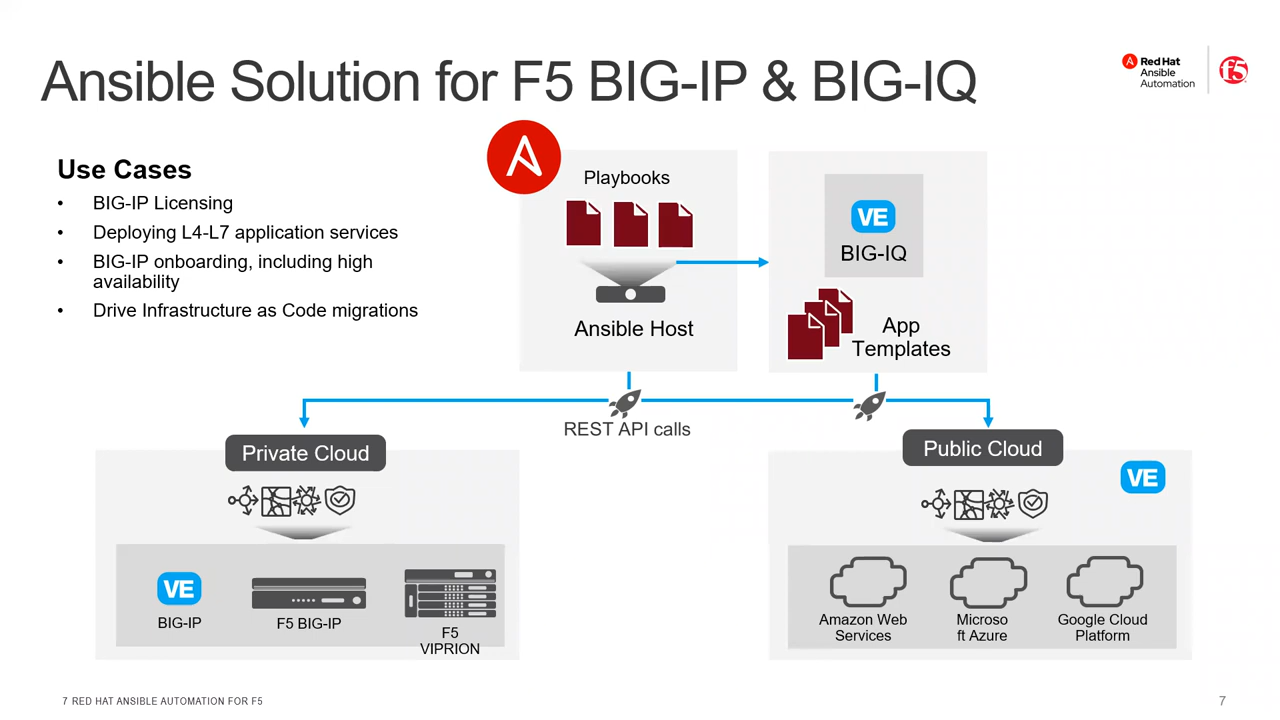 Ansible Solution for F5 BIG-IP & BIG-IQ
Red Hat
Ansible
Automation
f5
Use Cases
• BIG-IP Licensing
• Deploying L4-L7 application services
• BIG-IP onboarding, including high
availability
• Drive Infrastructure as Code migrations
Playbooks
Ansible Host
VE
BIG-IQ
App
Templates
REST API calls
Private Cloud
VE
BIG-IP
F5 BIG-IP
F5
VIPRION
Public Cloud
VE
Amazon Web
Services
Microso
ft Azure
Google Cloud
Platform
7 RED HAT ANSIBLE AUTOMATION FOR F5
7